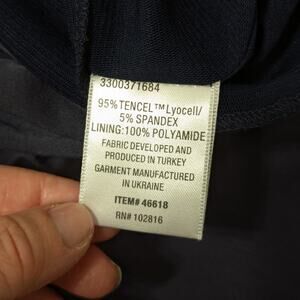 3300371684
95% TENCEL™ Lyocell/
5% SPANDEX
LINING:100% POLYAMIDE
FABRIC DEVELOPED AND
PRODUCED IN TURKEY
GARMENT MANUFACTURED
IN UKRAINE
ITEM# 46618
RN# 102816